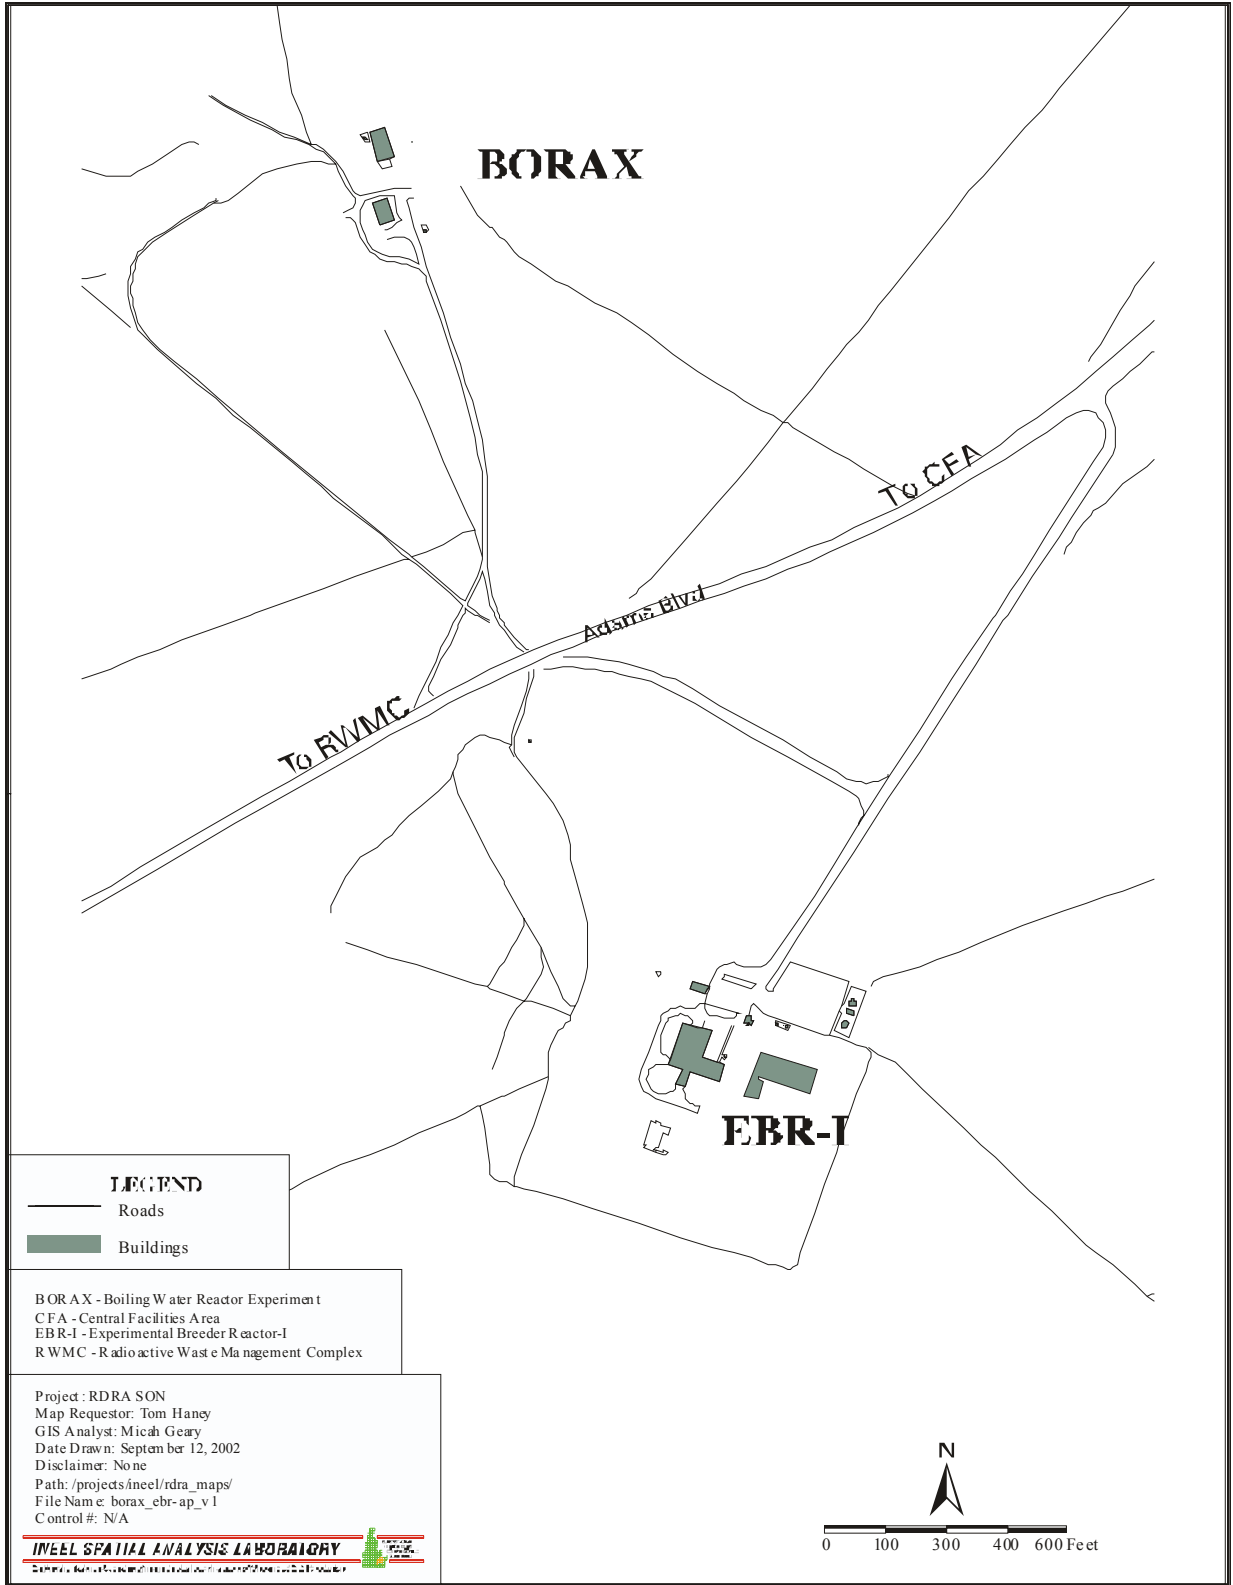 BORAX
To CFA
Adams Blvd
To RWMC
EBR-I
LEGEND
Roads
Buildings
BORAX - Boiling Water Reactor Experiment
CFA - Central Facilities Area
EBR-I - Experimental Breeder Reactor-I
RWMC - Radioactive Waste Management Complex
Project: RDRA SON
Map Requestor: Tom Haney
GIS Analyst: Micah Geary
Date Drawn: September 12, 2002
Disclaimer: None
Path: /projects/ineel/rdra_maps/
File Name: borax_ebr-ap_v1
Control #: N/A
INEEL SPATIAL ANALYSIS LABORATORY
N
0 100 300 400 600 Feet